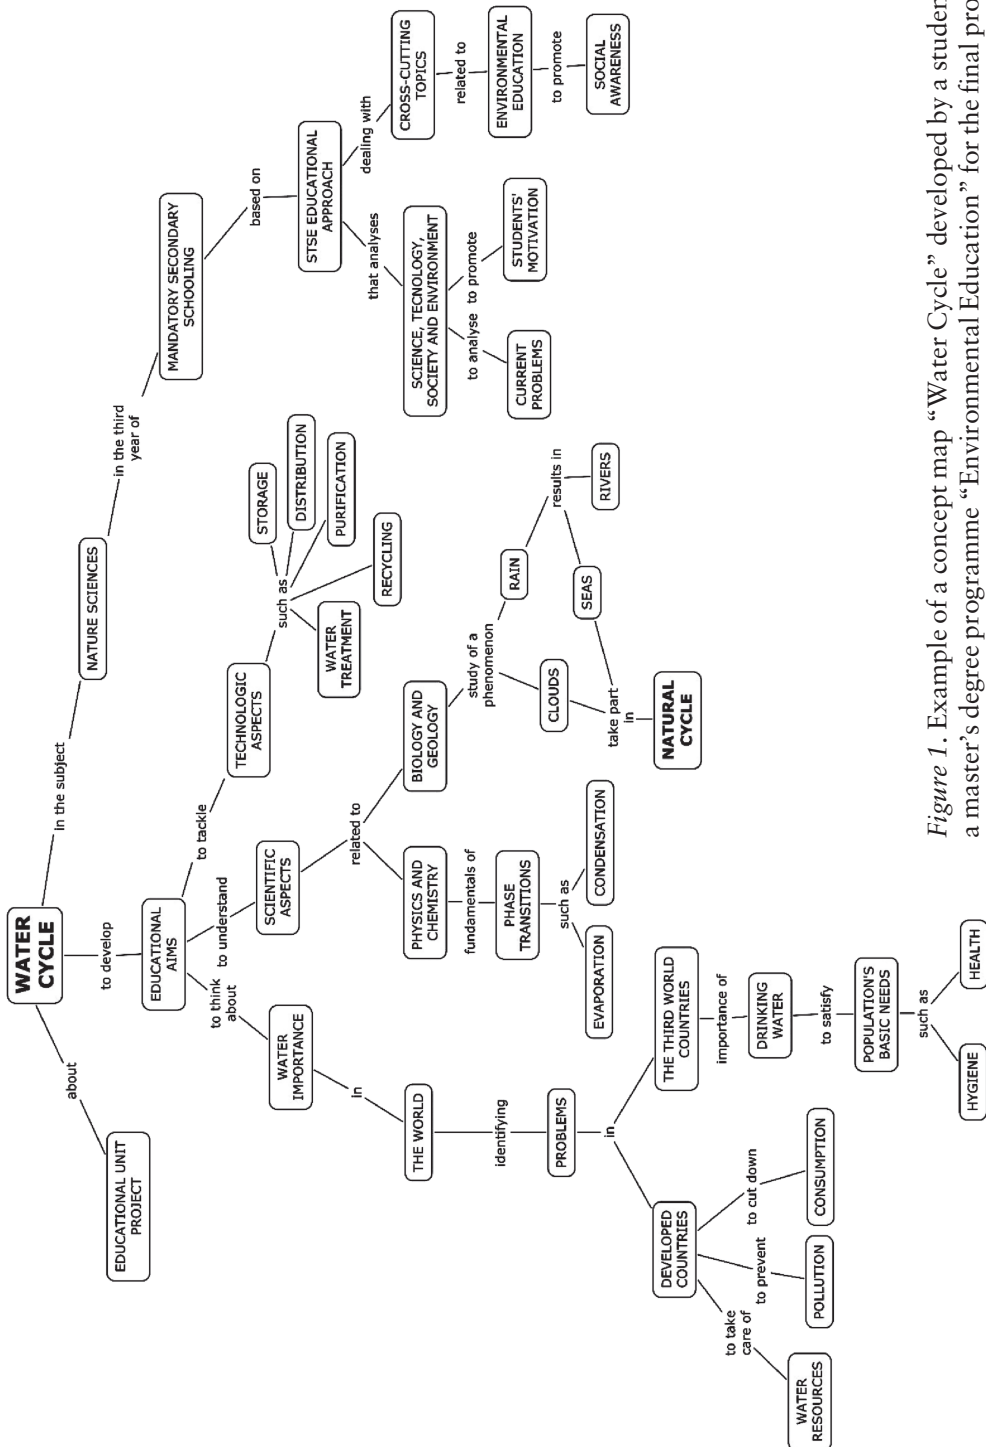 WATER
CYCLE
about
EDUCATIONAL UNIT
PROJECT
to develop
in the subject
NATURE SCIENCES
in the third
year of
MANDATORY SECONDARY
SCHOOLING
based on
STSE EDUCATIONAL
APPROACH
that analyses
SCIENCE, TECNOLOGY,
SOCIETY AND ENVIRONMENT
to analyse
CURRENT
PROBLEMS
to promote
STUDENTS'
MOTIVATION
dealing with
CROSS-CUTTING
TOPICS
related to
ENVIRONMENTAL
EDUCATION
to promote
SOCIAL
AWARENESS
EDUCATIONAL
AIMS
to think
about
WATER
IMPORTANCE
in
THE WORLD
identifying
PROBLEMS
in
DEVELOPED
COUNTRIES
to take
care of
WATER
RESOURCES
to prevent
POLLUTION
to cut down
CONSUMPTION
THE THIRD WORLD
COUNTRIES
importance of
DRINKING
WATER
to satisfy
POPULATION'S
BASIC NEEDS
such as
HYGIENE
HEALTH
to understand
SCIENTIFIC
ASPECTS
related to
PHYSICS AND
CHEMISTRY
fundamentals of
PHASE
TRANSITIONS
such as
EVAPORATION
CONDENSATION
BIOLOGY AND
GEOLOGY
study of a
phenomenon
CLOUDS
RAIN
results in
SEAS
RIVERS
take part
in
NATURAL
CYCLE
to tackle
TECHNOLOGIC
ASPECTS
such as
WATER
TREATMENT
RECYCLING
PURIFICATION
DISTRIBUTION
STORAGE
Figure 1. Example of a concept map “Water Cycle” developed by a studen
a master’s degree programme “Environmental Education” for the final pro